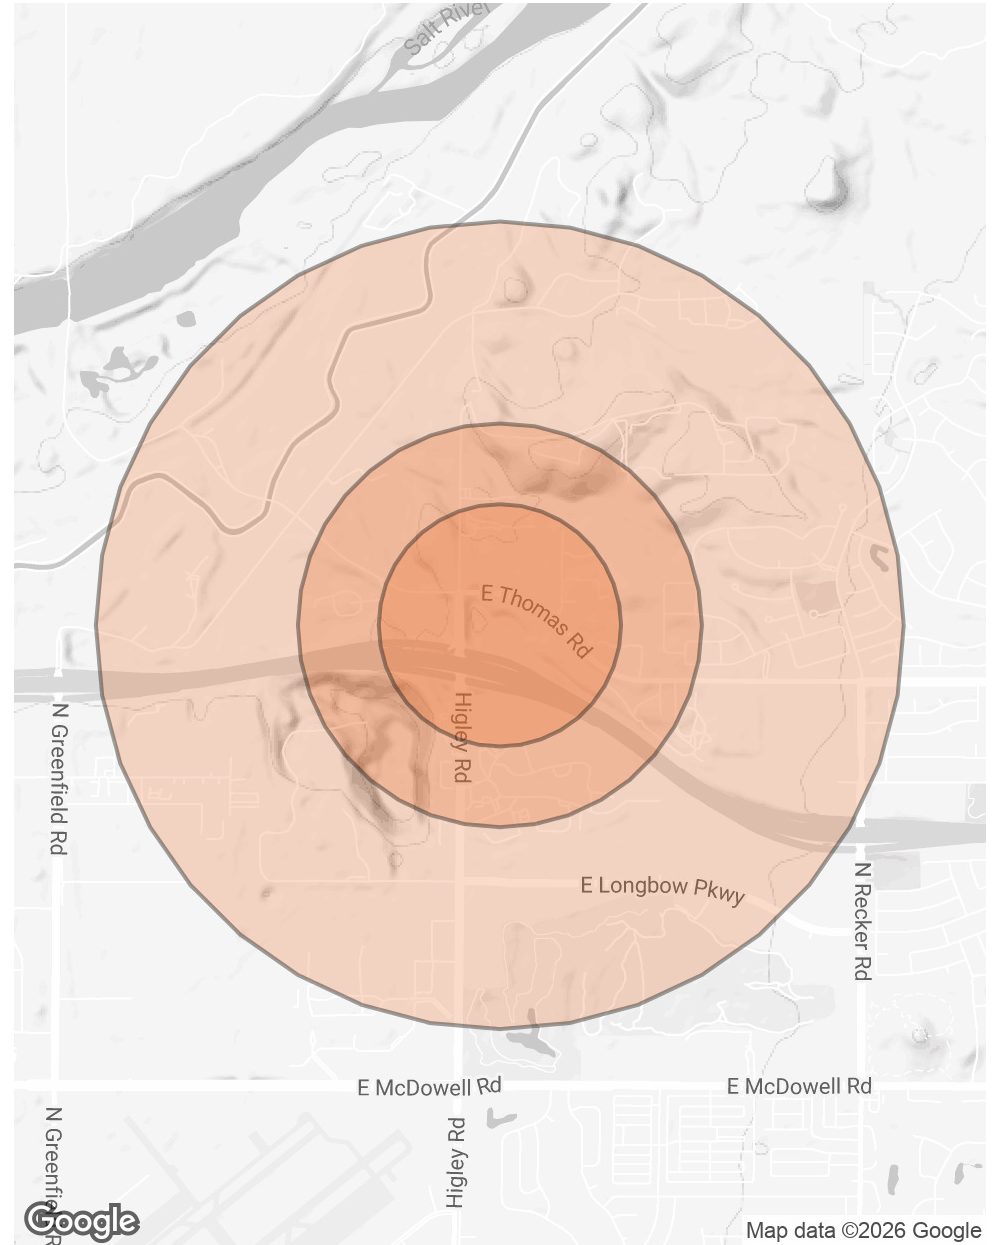 Salt River
E Thomas Rd
Higley Rd
N Greenfield Rd
E Longbow Pkwy
N Recker Rd
E McDowell Rd
E McDowell Rd
N Greenfield R
Higley Rd
Google
Map data ©2026 Google